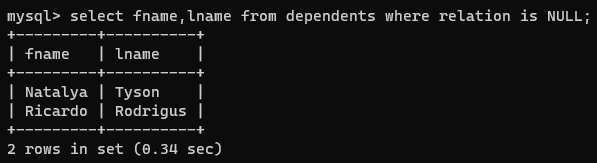 mysql> select fname,lname from dependents where relation is NULL;
+---------+----------+
| fname   | lname    |
+---------+----------+
| Natalya | Tyson    |
| Ricardo | Rodrigus |
+---------+----------+
2 rows in set (0.34 sec)